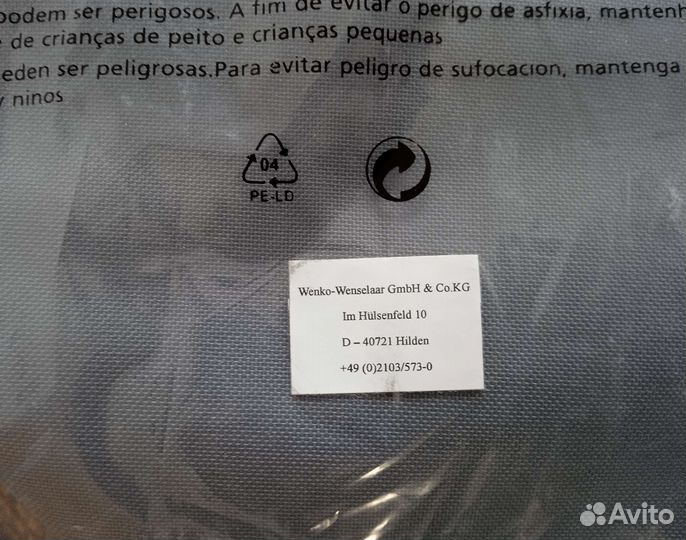 podem ser perigosos. A fim de evitar o perigo de asfixia, mantenh
de crianças de peito e crianças pequenas
eden ser peligrosas.Para evitar peligro de sufocacion, mantenga
y ninos
04
PE-LD
Wenko-Wenselaar GmbH & Co.KG
Im Hülsenfeld 10
D – 40721 Hilden
+49 (0)2103/573-0
Avito